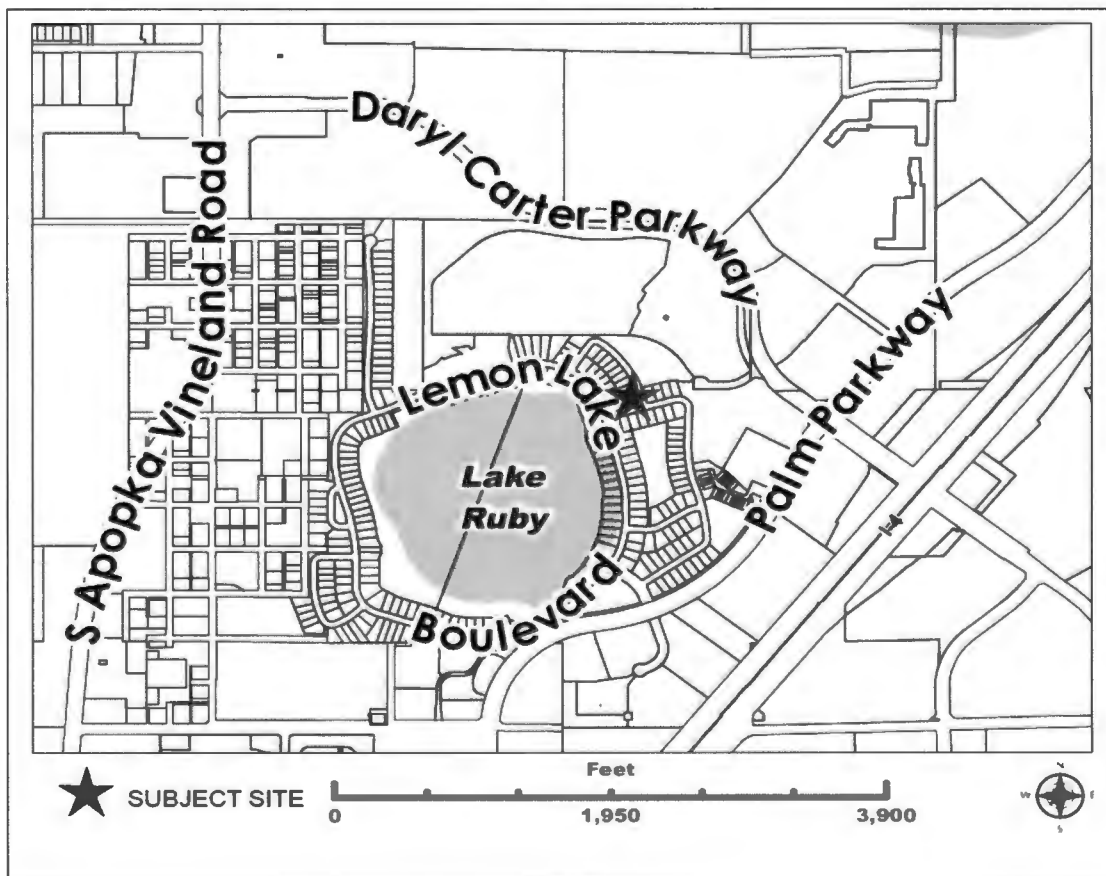 Daryl Carter Parkway
S Apopka Vineland Road
Lemon Lake
Boulevard
Lake
Ruby
Palm Parkway
I-4
SUBJECT SITE
Feet
0 1,950 3,900
N
W
S